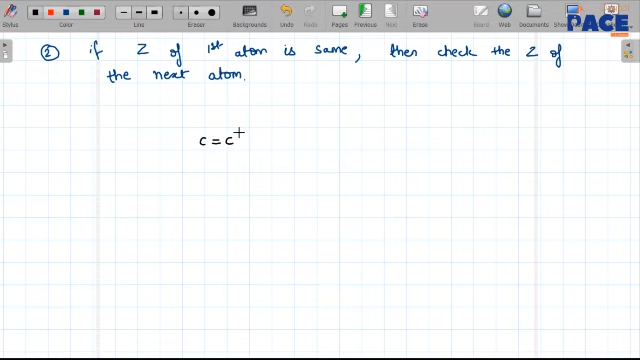 Stylus
Color
Line
Eraser
Backgrounds
Undo
Redo
Pages
Previous
Next
Erase
Board
Web
PACE
② if Z of 1st atom is same, then check the Z of
the next atom.
C = C